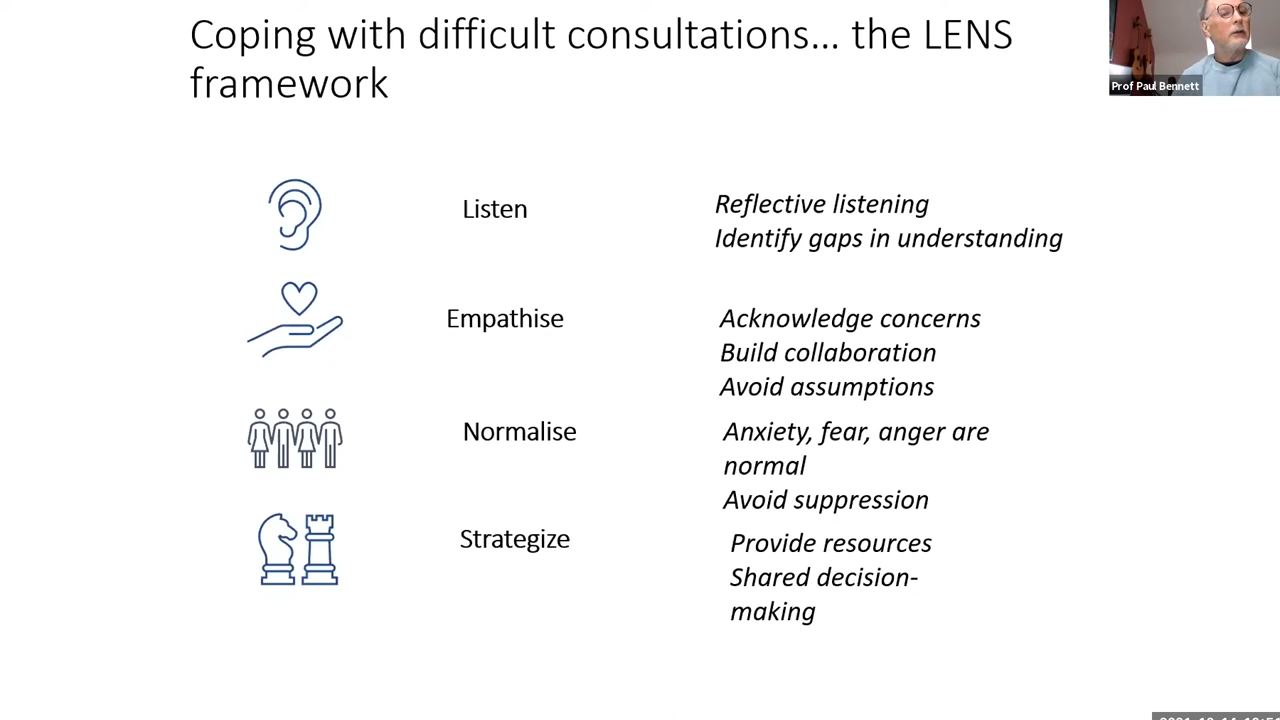 Coping with difficult consultations… the LENS
framework
Prof Paul Bennett
Listen
Reflective listening
Identify gaps in understanding
Empathise
Acknowledge concerns
Build collaboration
Avoid assumptions
Normalise
Anxiety, fear, anger are
normal
Avoid suppression
Strategize
Provide resources
Shared decision-
making